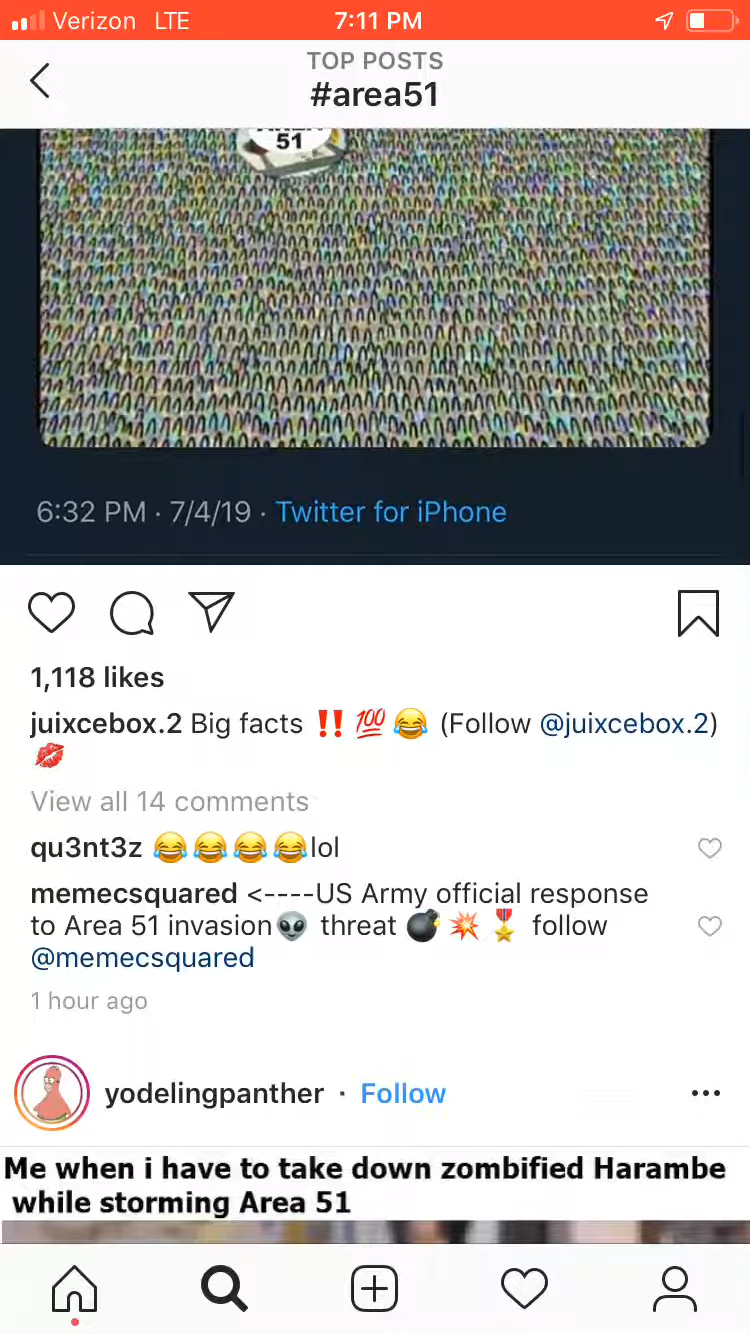 Verizon LTE 7:11 PM
TOP POSTS
#area51
51
6:32 PM · 7/4/19 · Twitter for iPhone
1,118 likes
juixcebox.2 Big facts ‼️ 💯 😂 (Follow @juixcebox.2)
💋
View all 14 comments
qu3nt3z 😂😂😂😂lol
memecsquared <----US Army official response
to Area 51 invasion👽 threat 💣 💥 🎖️ follow
@memecsquared
1 hour ago
yodelingpanther · Follow
Me when i have to take down zombified Harambe
while storming Area 51